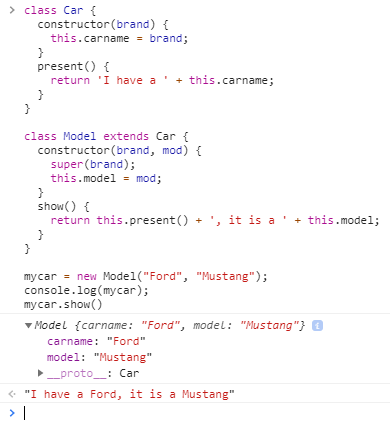 class Car {
  constructor(brand) {
    this.carname = brand;
  }
  present() {
    return 'I have a ' + this.carname;
  }
}

class Model extends Car {
  constructor(brand, mod) {
    super(brand);
    this.model = mod;
  }
  show() {
    return this.present() + ', it is a ' + this.model;
  }
}

mycar = new Model("Ford", "Mustang");
console.log(mycar);
mycar.show()
Model {carname: "Ford", model: "Mustang"} i
carname: "Ford"
model: "Mustang"
__proto__: Car
"I have a Ford, it is a Mustang"